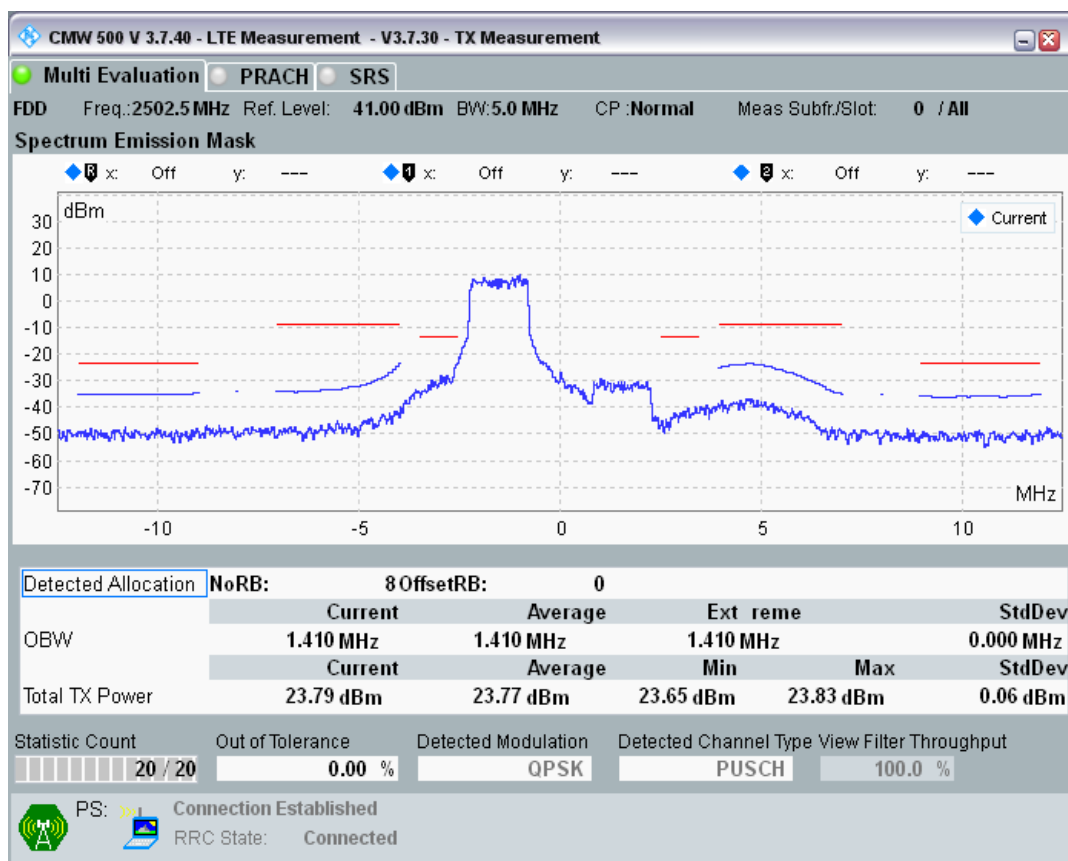 CMW 500 V 3.7.40 - LTE Measurement - V3.7.30 - TX Measurement
Multi Evaluation PRACH SRS
FDD Freq.:2502.5 MHz Ref. Level: 41.00 dBm BW:5.0 MHz CP :Normal Meas Subfr./Slot: 0 / All
Spectrum Emission Mask
R x: Off y: --- 1 x: Off y: --- 2 x: Off y: ---
dBm
Current
30
20
10
0
-10
-20
-30
-40
-50
-60
-70
MHz
-10 -5 0 5 10
Detected Allocation NoRB: 8 OffsetRB: 0
Current Average Ext reme StdDev
OBW 1.410 MHz 1.410 MHz 1.410 MHz 0.000 MHz
Current Average Min Max StdDev
Total TX Power 23.79 dBm 23.77 dBm 23.65 dBm 23.83 dBm 0.06 dBm
Statistic Count Out of Tolerance Detected Modulation Detected Channel Type View Filter Throughput
20 / 20 0.00 % QPSK PUSCH 100.0 %
PS: Connection Established
RRC State: Connected